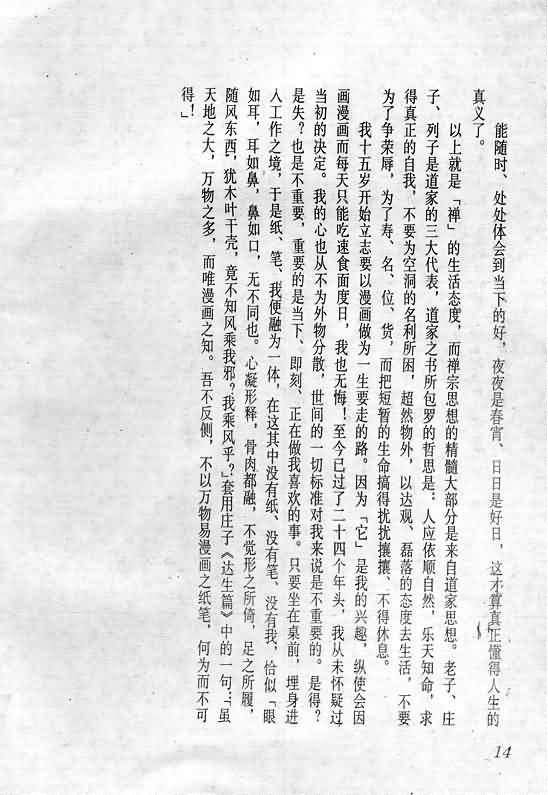 能随时、处处体会到当下的好，夜夜是春宵、日日是好日，这才算真正懂得人生的
真义了。
以上就是「禅」的生活态度，而禅宗思想的精髓大部分是来自道家思想。老子、庄
子、列子是道家的三大代表，道家之书所包罗的哲思是：人应依顺自然，乐天知命，求
得真正的自我，不要为空洞的名利所困，超然物外，以达观、磊落的态度去生活，不要
为了争荣辱，为了寿、名、位、货，而把短暂的生命搞得扰扰攘攘、不得休息。
我十五岁开始立志要以漫画做为一生要走的路。因为「它」是我的兴趣，纵使会因
画漫画而每天只能吃速食面度日，我也无悔！至今已过了二十四个年头，我从未怀疑过
当初的决定。我的心也从不为外物分散，世间的一切标准对我来说是不重要的。是得？
是失？也是不重要，重要的是当下、即刻、正在做我喜欢的事。只要坐在桌前，埋身进
人工作之境，于是纸、笔、我便融为一体，在这其中没有纸、没有笔、没有我，恰似「眼
如耳，耳如鼻，鼻如口，无不同也。心凝形释，骨肉都融，不觉形之所倚，足之所履，
随风东西，犹木叶干壳，竟不知风乘我邪？我乘风乎？」套用庄子《达生篇》中的一句：「虽
天地之大，万物之多，而唯漫画之知。吾不反侧，不以万物易漫画之纸笔，何为而不可
得！
14